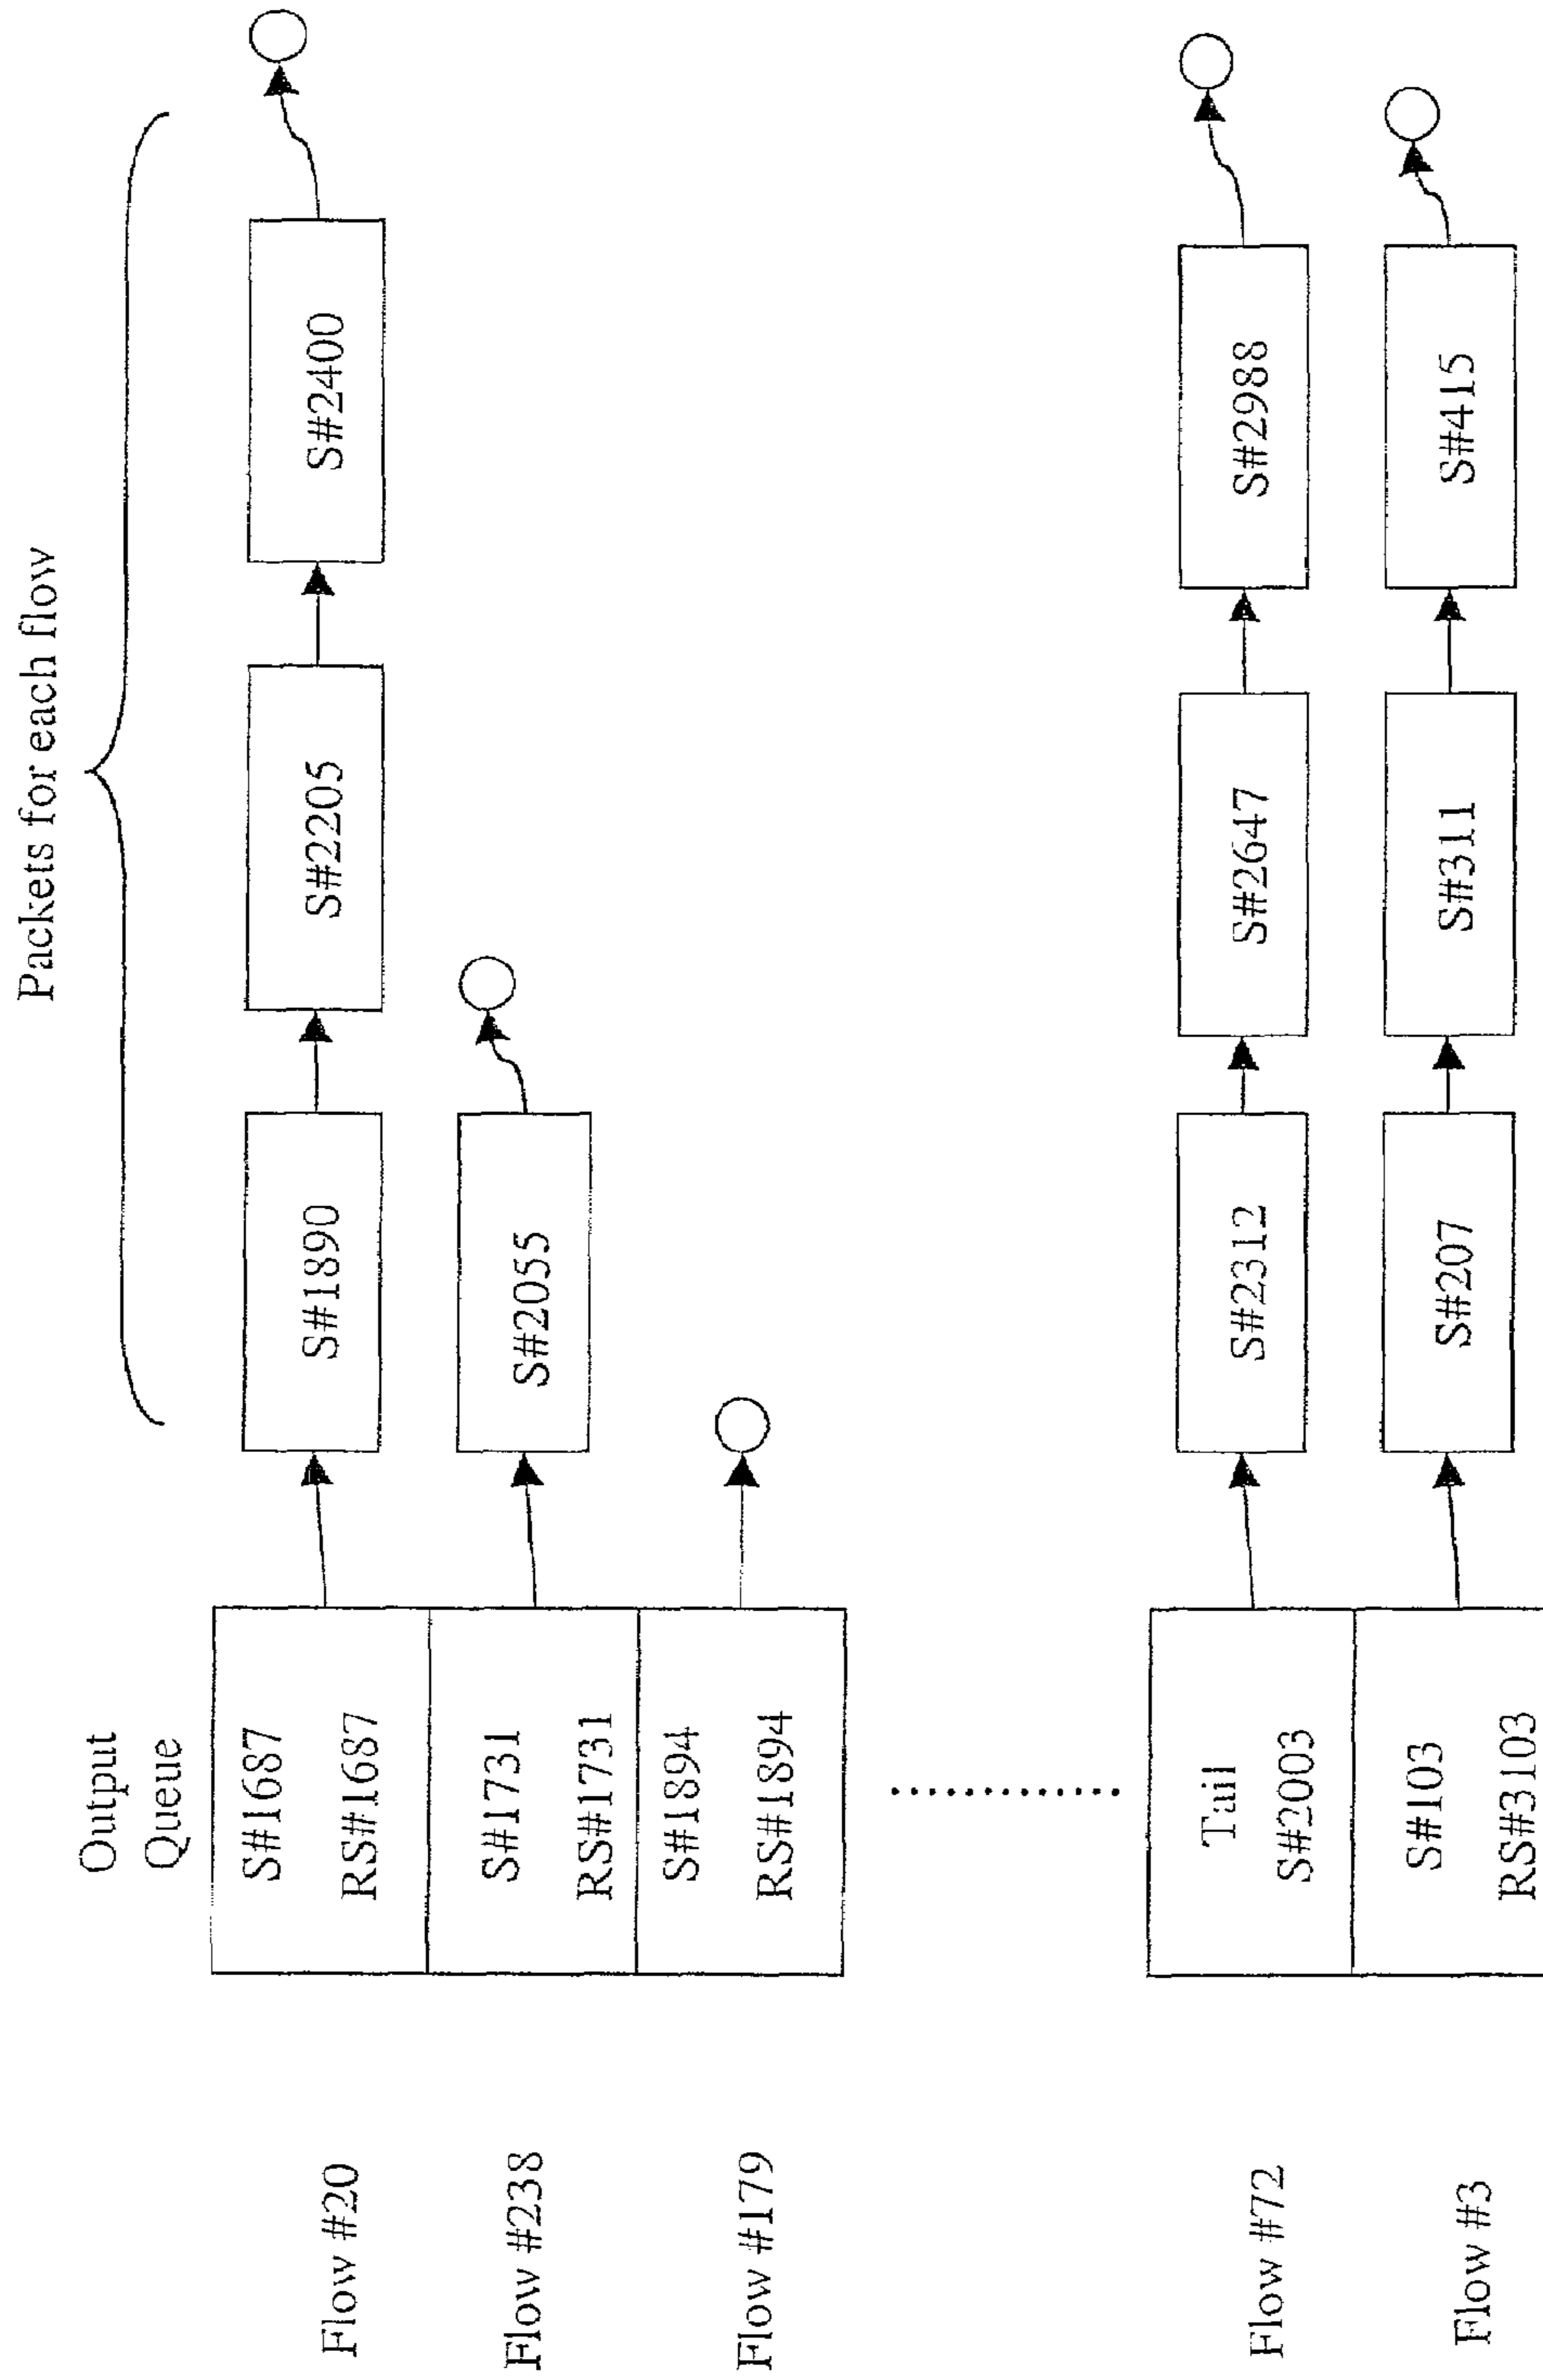 Packets for each flow
Output
Queue
Flow #20
S#1687
RS#1687
S#1890
S#2205
S#2400
Flow #238
S#1731
RS#1731
S#2055
Flow #179
S#1894
RS#1894
Flow #72
Tail
S#2003
S#2312
S#2647
S#2988
Flow #3
S#103
RS#3103
S#207
S#311
S#415